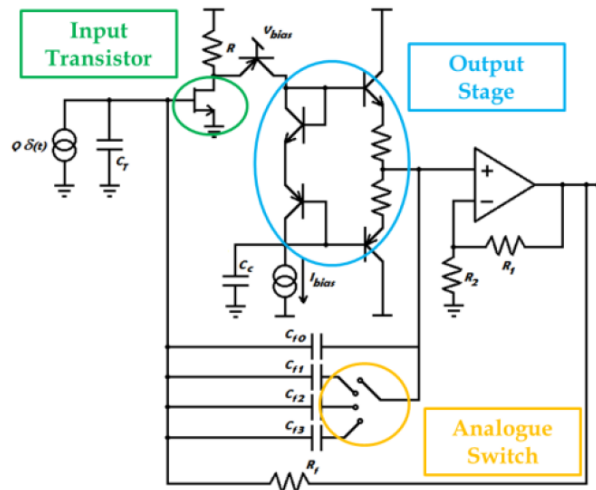 Input
Transistor
R
Vbias
Output
Stage
Q δ(t)
CT
+
−
R1
R2
CC
Ibias
Cf0
Cf1
Cf2
Cf3
Analogue
Switch
Rf